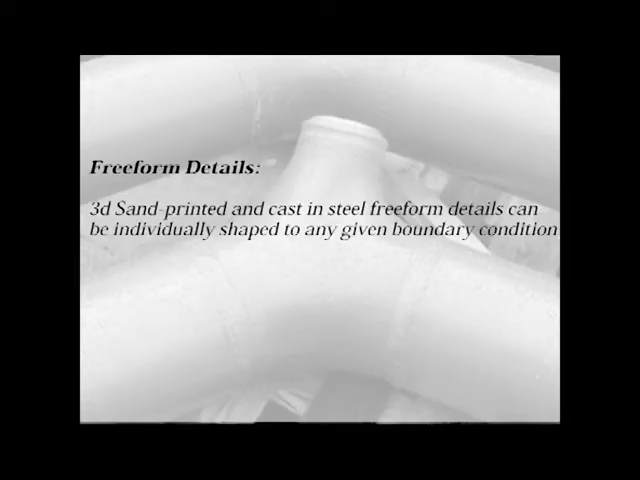 Freeform Details:
3d Sand-printed and cast in steel freeform details can
be individually shaped to any given boundary condition